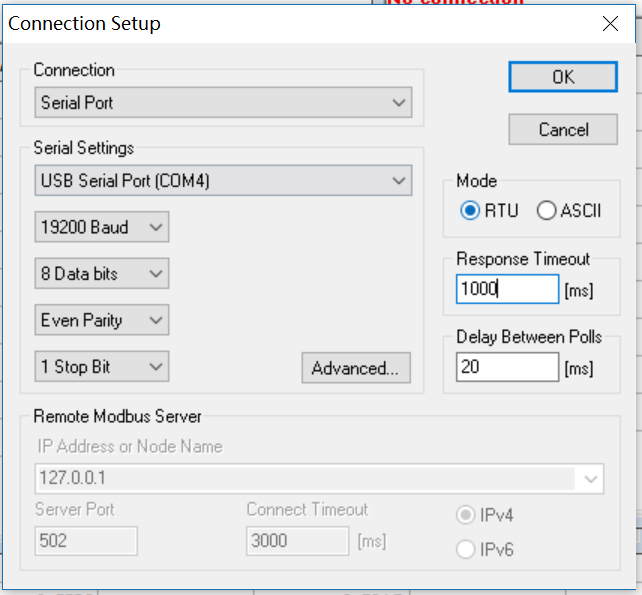 No connection
Connection Setup
Connection
OK
Serial Port
Cancel
Serial Settings
USB Serial Port (COM4)
Mode
RTU
ASCII
19200 Baud
Response Timeout
8 Data bits
1000
[ms]
Even Parity
Delay Between Polls
1 Stop Bit
Advanced...
20
[ms]
Remote Modbus Server
IP Address or Node Name
127.0.0.1
Server Port
Connect Timeout
IPv4
502
3000
[ms]
IPv6